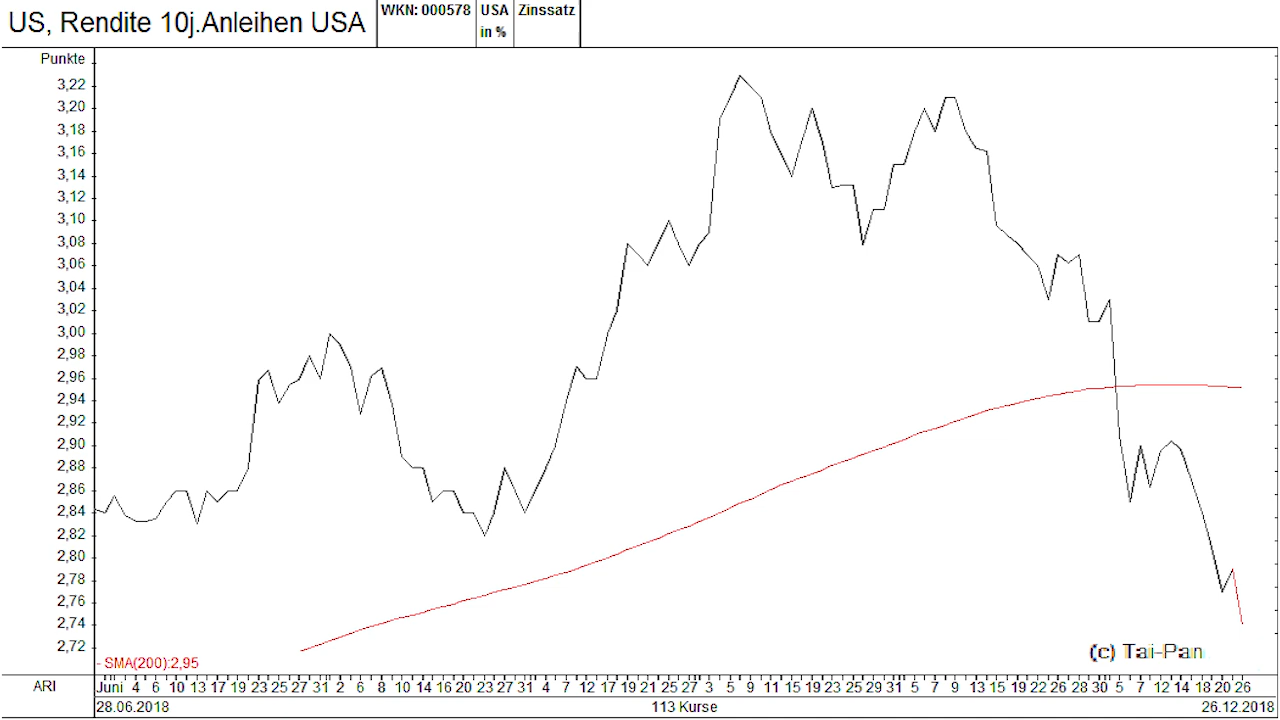 US, Rendite 10j.Anleihen USA
WKN: 000578
USA
in %
Zinssatz
Punkte
3,22
3,20
3,18
3,16
3,14
3,12
3,10
3,08
3,06
3,04
3,02
3,00
2,98
2,96
2,94
2,92
2,90
2,88
2,86
2,84
2,82
2,80
2,78
2,76
2,74
2,72
- SMA(200):2,95
(c) Tai-Pan
ARI
Juni 4 6 10 13 17 19 23 25 27 31 2 6 8 10 14 16 20 23 27 31 4 7 12 17 19 21 25 27 3 5 9 11 15 19 23 25 29 31 5 7 9 13 15 19 22 26 28 30 5 7 12 14 18 20 26
28.06.2018 113 Kurse 26.12.2018